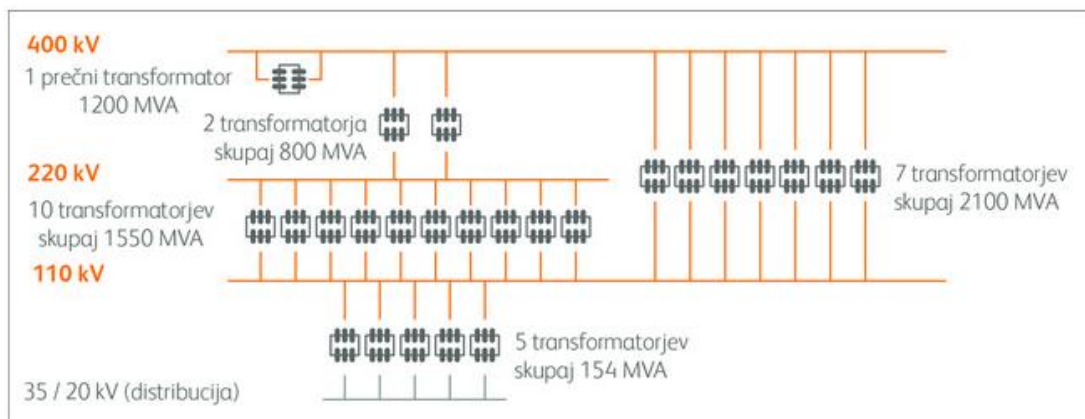 400 kV
1 prečni transformator
1200 MVA
2 transformatorja
skupaj 800 MVA
220 kV
10 transformatorjev
skupaj 1550 MVA
7 transformatorjev
skupaj 2100 MVA
110 kV
5 transformatorjev
skupaj 154 MVA
35 / 20 kV (distribucija)